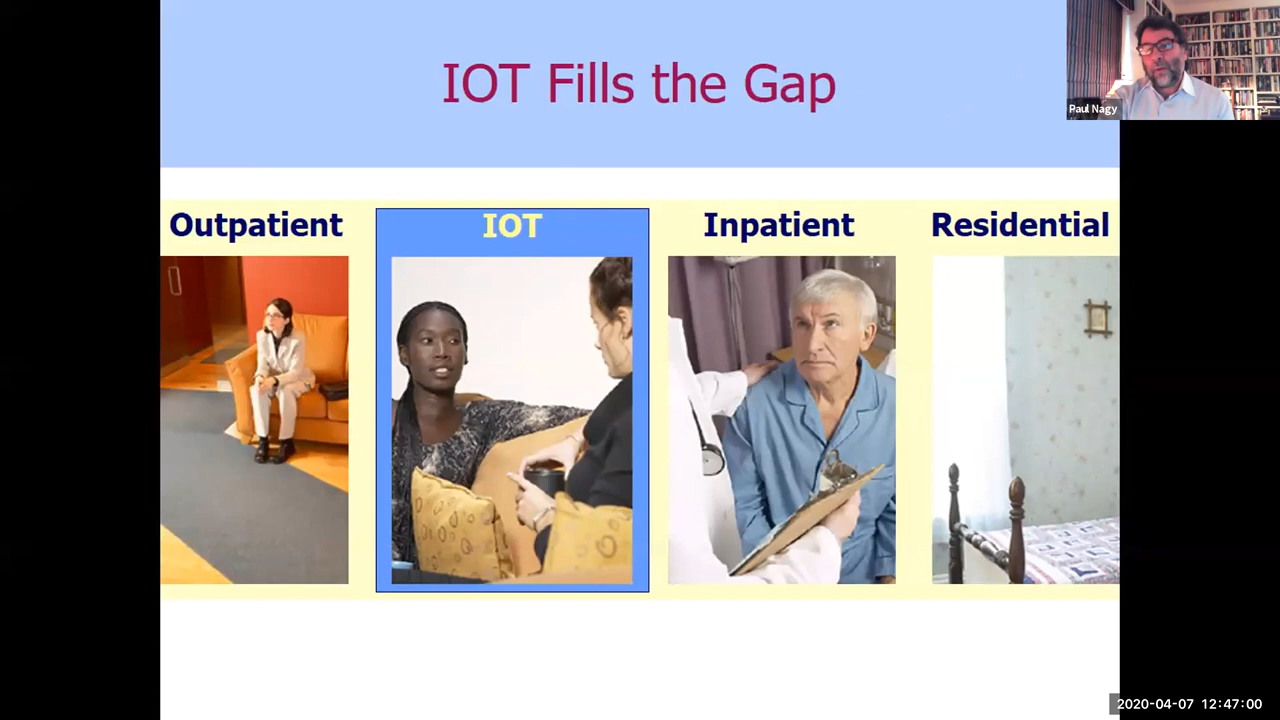 IOT Fills the Gap
Paul Nagy
Outpatient
IOT
Inpatient
Residential
2020-04-07 12:47:00